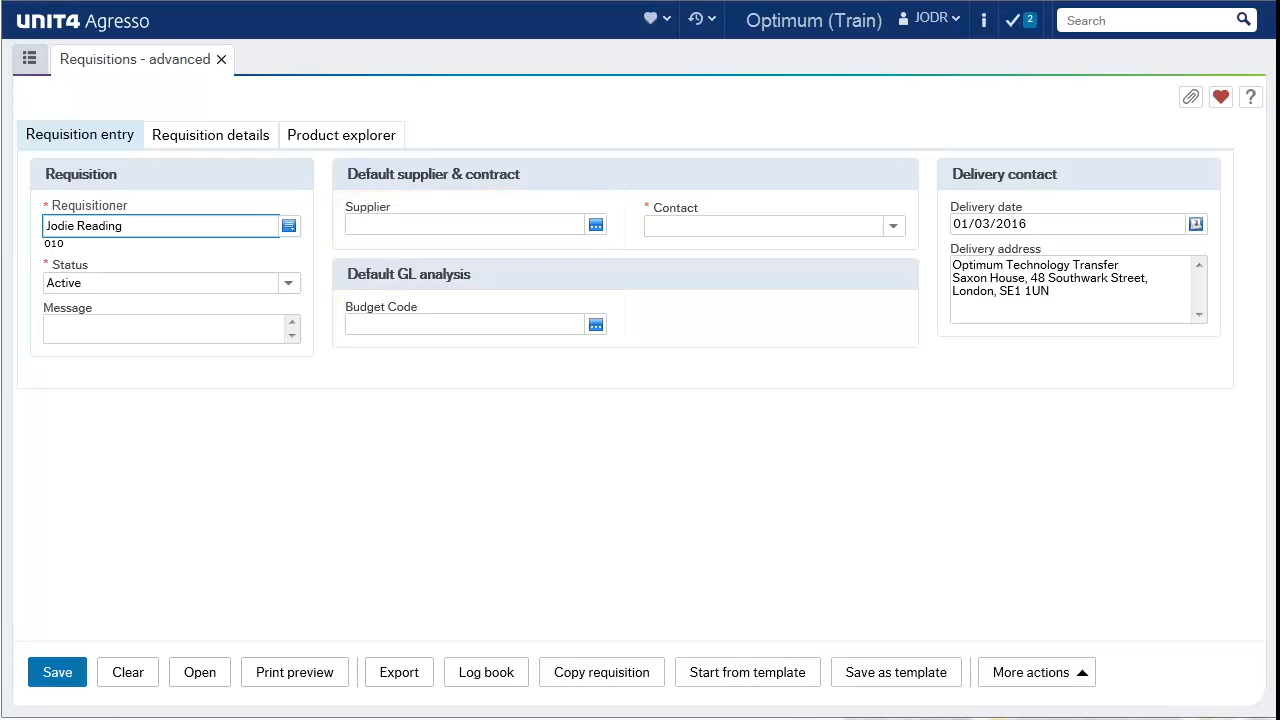 UNIT4 Agresso
Optimum (Train)
JODR
2
Search
Requisitions - advanced
?
Requisition entry
Requisition details
Product explorer
Requisition
* Requisitioner
Jodie Reading
010
* Status
Active
Message
Default supplier & contract
Supplier
* Contact
Default GL analysis
Budget Code
Delivery contact
Delivery date
01/03/2016
Delivery address
Optimum Technology Transfer
Saxon House, 48 Southwark Street,
London, SE1 1UN
Save
Clear
Open
Print preview
Export
Log book
Copy requisition
Start from template
Save as template
More actions